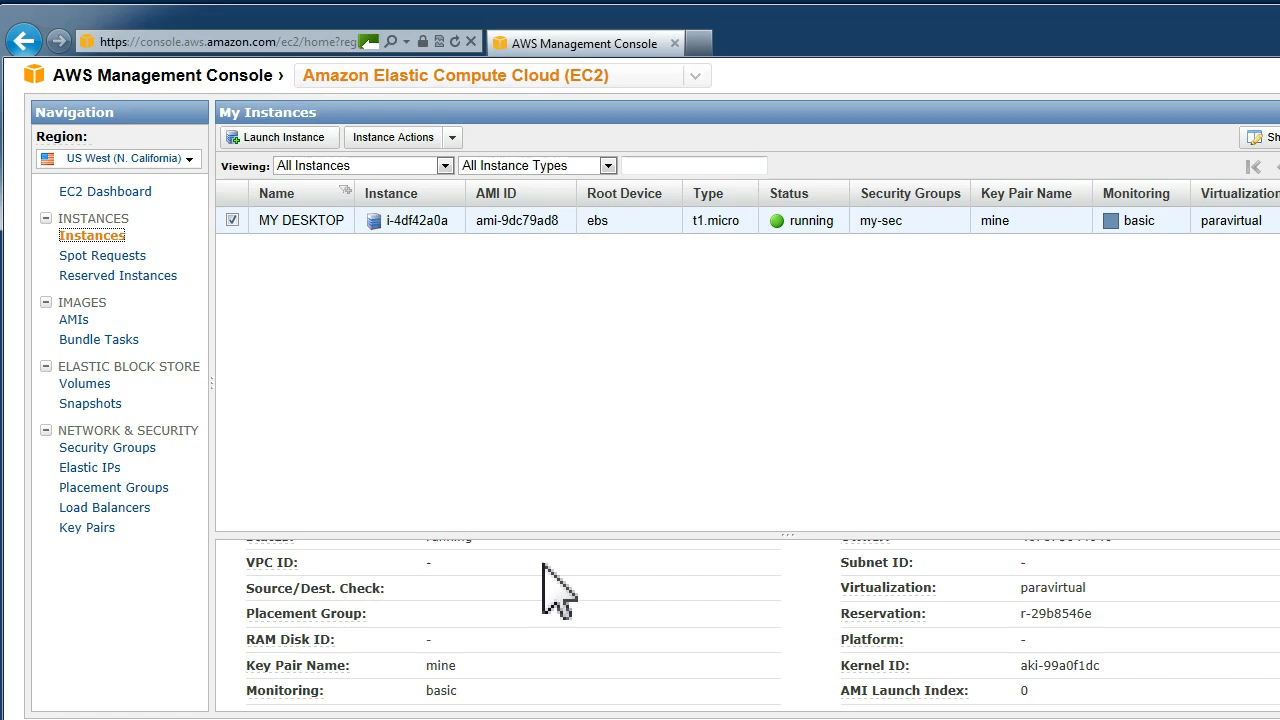 https://console.aws.amazon.com/ec2/home?reg
AWS Management Console
AWS Management Console ›
Amazon Elastic Compute Cloud (EC2)
Navigation
Region:
US West (N. California)
EC2 Dashboard
INSTANCES
Instances
Spot Requests
Reserved Instances
IMAGES
AMIs
Bundle Tasks
ELASTIC BLOCK STORE
Volumes
Snapshots
NETWORK & SECURITY
Security Groups
Elastic IPs
Placement Groups
Load Balancers
Key Pairs
My Instances
Launch Instance Instance Actions Sh
Viewing: All Instances All Instance Types
Name Instance AMI ID Root Device Type Status Security Groups Key Pair Name Monitoring Virtualization
MY DESKTOP i-4df42a0a ami-9dc79ad8 ebs t1.micro running my-sec mine basic paravirtual
running
VPC ID: - Subnet ID: -
Source/Dest. Check: Virtualization: paravirtual
Placement Group: Reservation: r-29b8546e
RAM Disk ID: - Platform: -
Key Pair Name: mine Kernel ID: aki-99a0f1dc
Monitoring: basic AMI Launch Index: 0